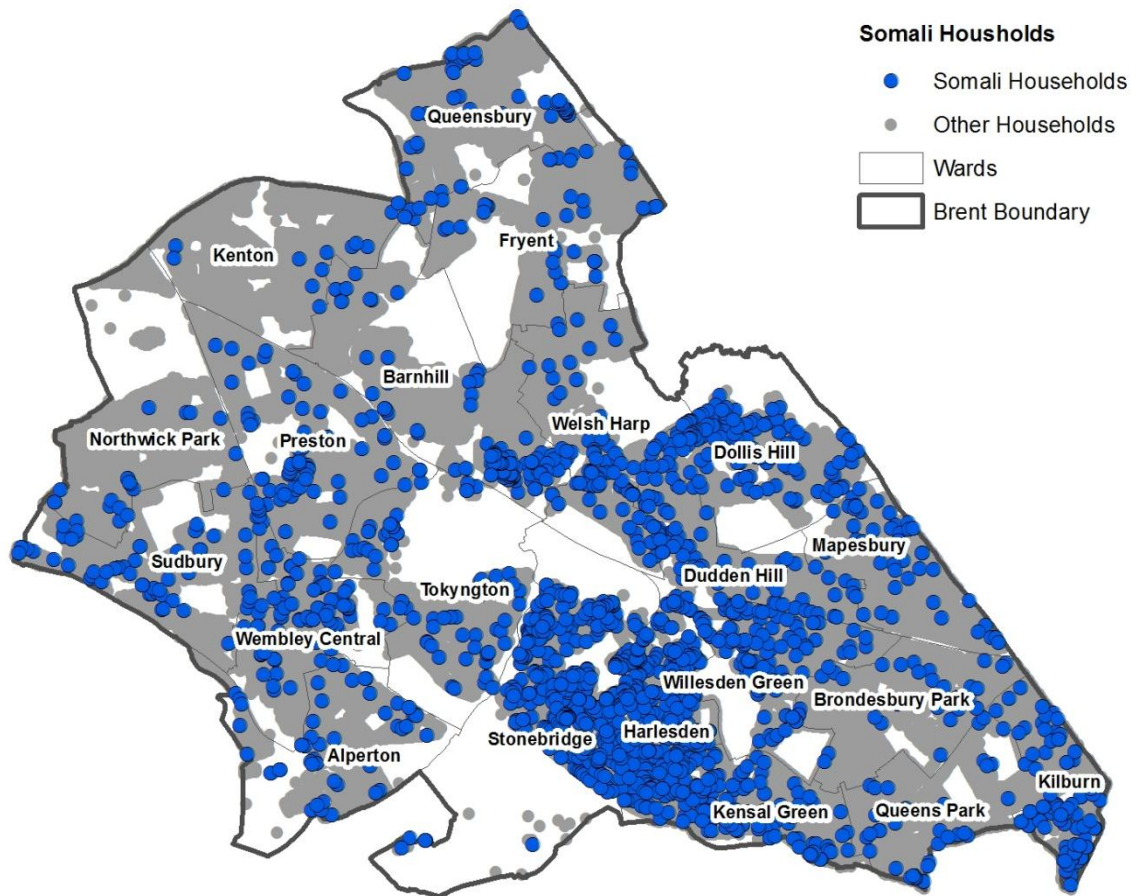 Somali Housholds
Somali Households
Other Households
Wards
Brent Boundary
Queensbury
Fryent
Kenton
Barnhill
Welsh Harp
Northwick Park
Preston
Dollis Hill
Mapesbury
Sudbury
Dudden Hill
Tokyngton
Wembley Central
Willesden Green
Brondesbury Park
Stonebridge
Harlesden
Alperton
Kilburn
Kensal Green
Queens Park